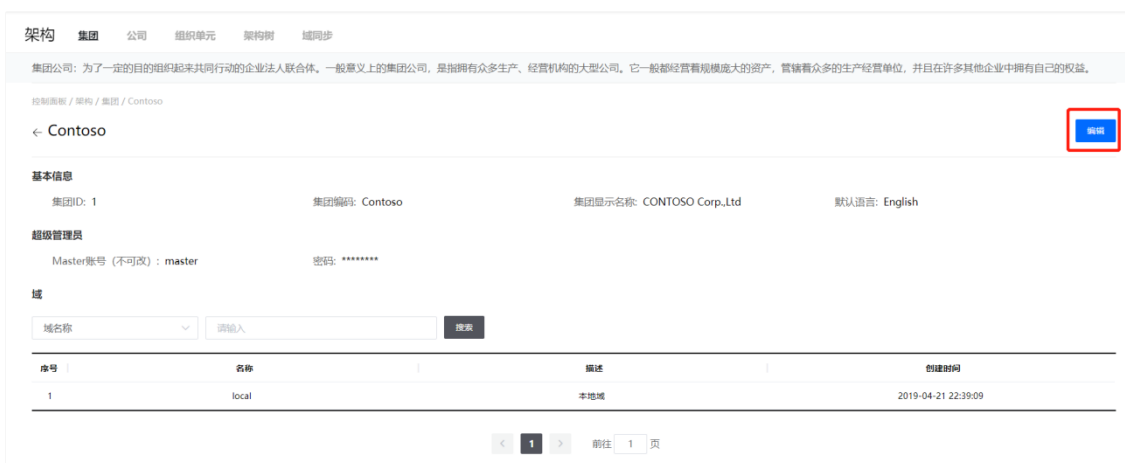 架构 集团 公司 组织单元 架构树 域同步
集团公司：为了一定的目的组织起来共同行动的企业法人联合体。一般意义上的集团公司，是指拥有众多生产、经营机构的大型公司。它一般都经营着规模庞大的资产，管辖着众多的生产经营单位，并且在许多其他企业中拥有自己的权益。
控制面板 / 架构 / 集团 / Contoso
← Contoso 编辑
基本信息
集团ID: 1 集团编码: Contoso 集团显示名称: CONTOSO Corp.,Ltd 默认语言: English
超级管理员
Master账号 (不可改) : master 密码: ********
域
域名称 请输入 搜索
序号 名称 描述 创建时间
1 local 本地域 2019-04-21 22:39:09
< 1 > 前往 1 页